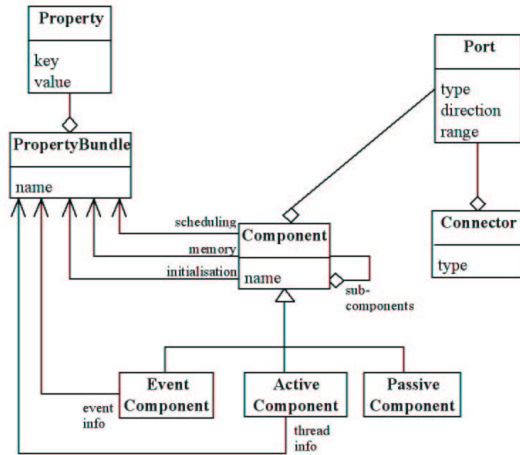 Property
key
value
Port
type
direction
range
PropertyBundle
name
scheduling
memory
initialisation
Component
name
sub-
components
Connector
type
Event
Component
Active
Component
Passive
Component
event
info
thread
info